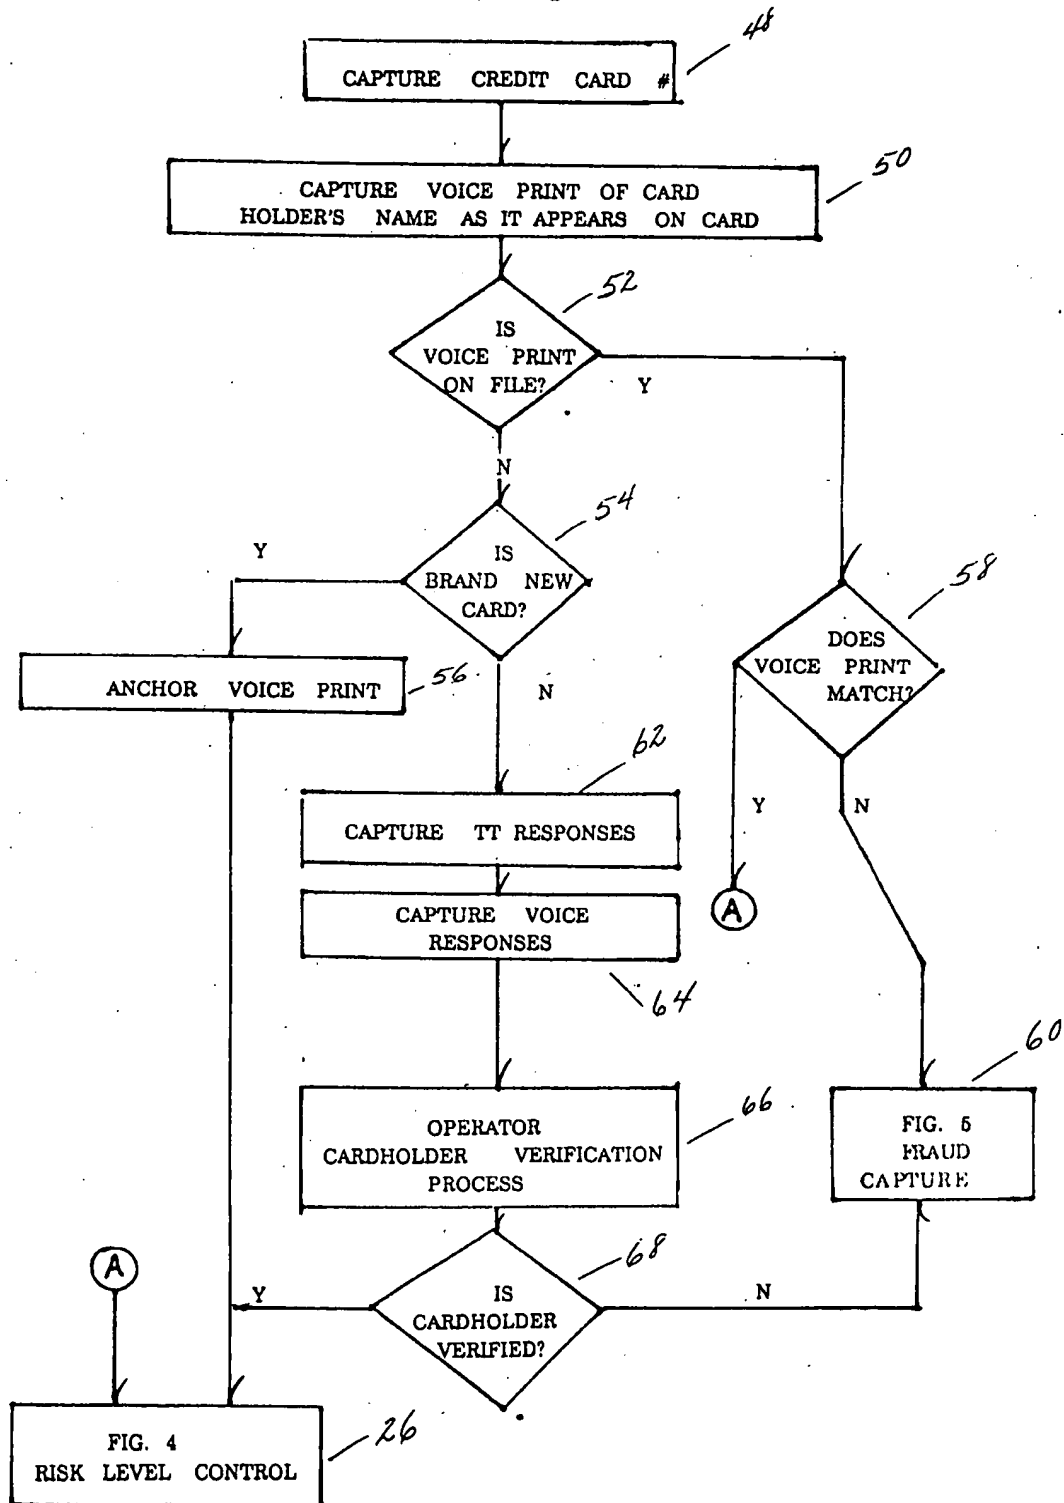 48
CAPTURE CREDIT CARD #
50
CAPTURE VOICE PRINT OF CARD
HOLDER'S NAME AS IT APPEARS ON CARD
52
IS
VOICE PRINT
ON FILE?
Y
N
54
IS
BRAND NEW
CARD?
Y
N
58
DOES
VOICE PRINT
MATCH?
ANCHOR VOICE PRINT
56
62
CAPTURE TT RESPONSES
Y
N
A
CAPTURE VOICE
RESPONSES
64
60
OPERATOR
CARDHOLDER VERIFICATION
PROCESS
66
FIG. 5
FRAUD
CAPTURE
A
68
IS
CARDHOLDER
VERIFIED?
Y
N
FIG. 4
RISK LEVEL CONTROL
26